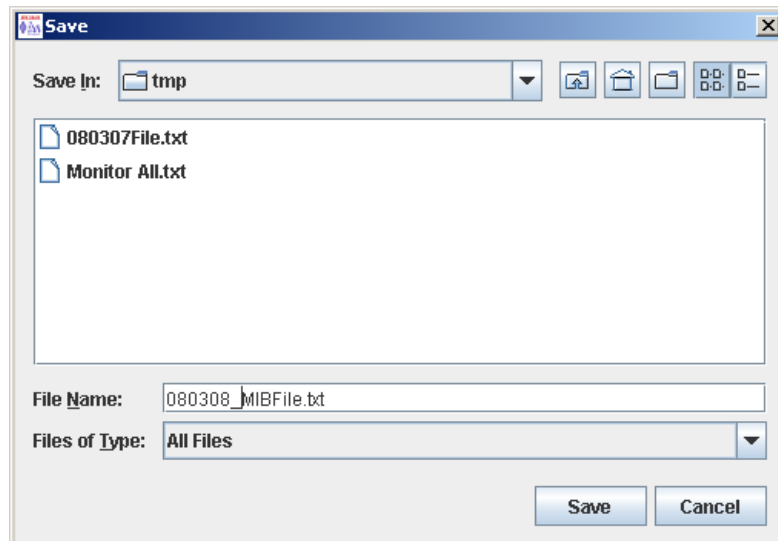 Save
Save In: tmp
080307File.txt
Monitor All.txt
File Name: 080308_MIBFile.txt
Files of Type: All Files
Save Cancel